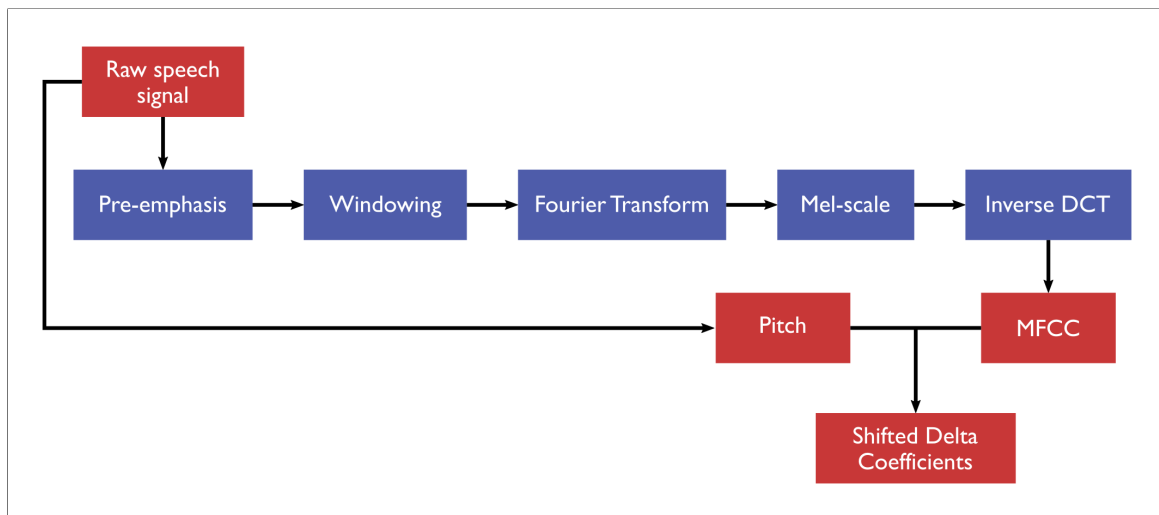 Raw speech
signal
Pre-emphasis
Windowing
Fourier Transform
Mel-scale
Inverse DCT
Pitch
MFCC
Shifted Delta
Coefficients